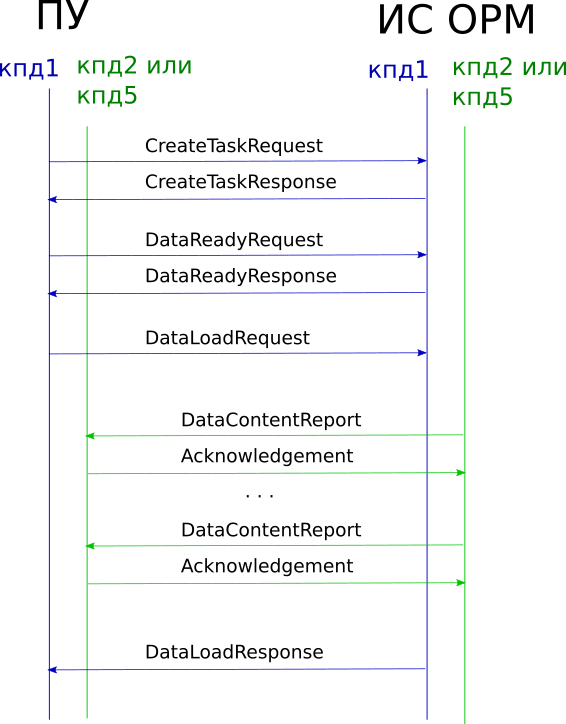 ПУ
ИС ОРМ
кпд1
кпд2 или
кпд5
кпд1
кпд2 или
кпд5
CreateTaskRequest
CreateTaskResponse
DataReadyRequest
DataReadyResponse
DataLoadRequest
DataContentReport
Acknowledgement
. . .
DataContentReport
Acknowledgement
DataLoadResponse